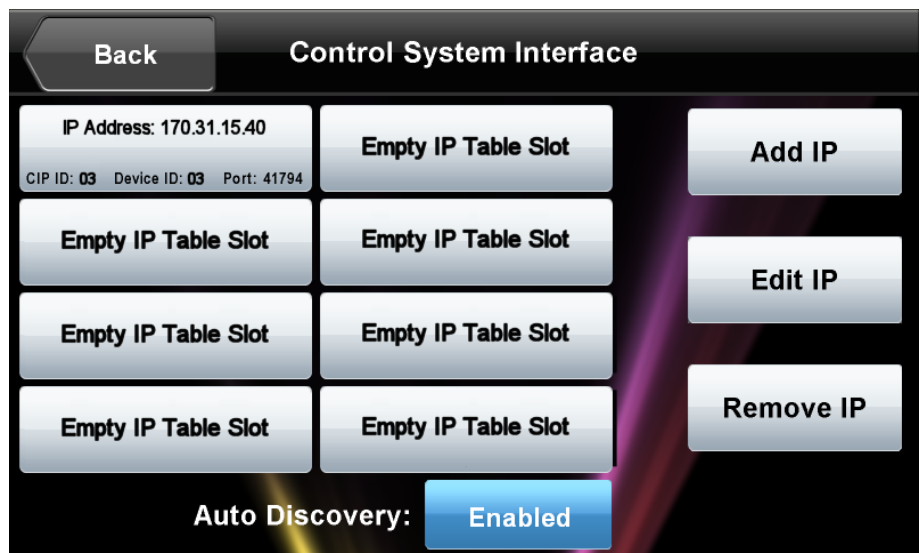 Back
Control System Interface
IP Address: 170.31.15.40
CIP ID: 03 Device ID: 03 Port: 41794
Empty IP Table Slot
Add IP
Empty IP Table Slot
Empty IP Table Slot
Edit IP
Empty IP Table Slot
Empty IP Table Slot
Remove IP
Empty IP Table Slot
Empty IP Table Slot
Auto Discovery:
Enabled